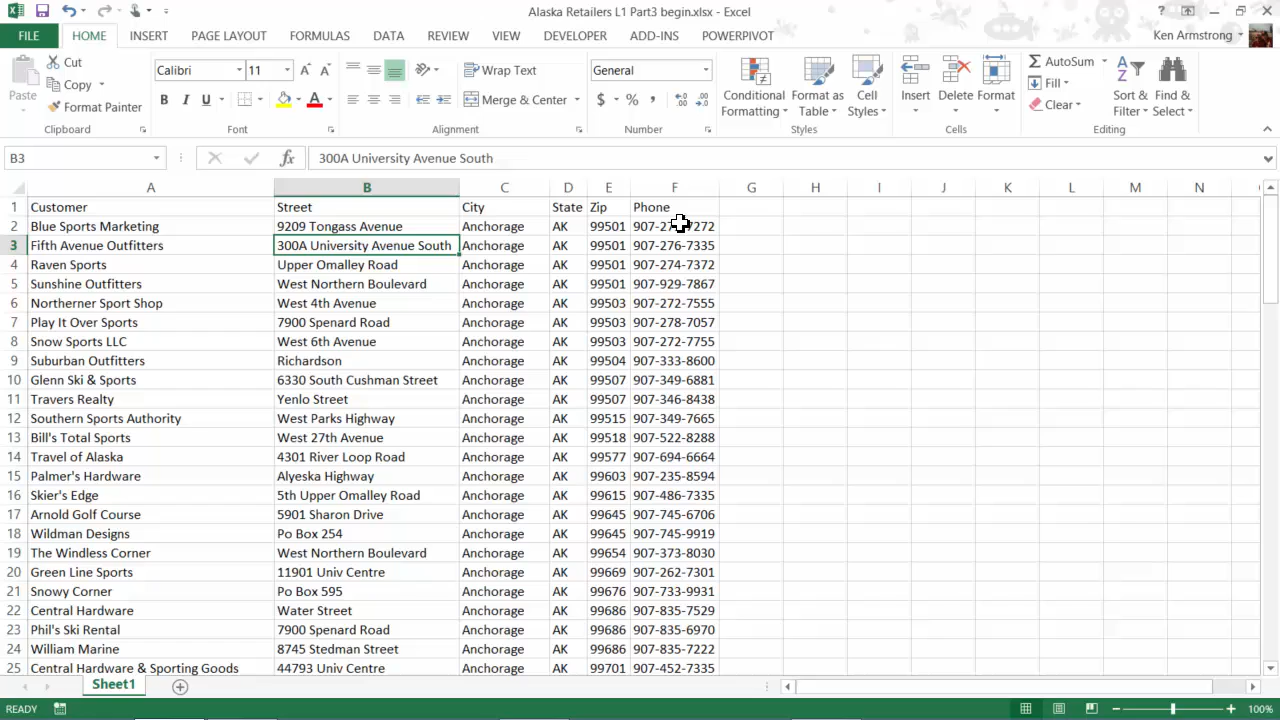 Alaska Retailers L1 Part3 begin.xlsx - Excel
FILE HOME INSERT PAGE LAYOUT FORMULAS DATA REVIEW VIEW DEVELOPER ADD-INS POWERPIVOT Ken Armstrong
Paste
Cut
Copy
Format Painter
Clipboard
Calibri 11
B I U A
Font
Wrap Text
Merge & Center
Alignment
General
$ % ,
Number
Conditional Formatting
Format as Table
Cell Styles
Styles
Insert Delete Format
Cells
AutoSum
Fill
Clear
Sort & Filter
Find & Select
Editing
B3 fx 300A University Avenue South
A B C D E F G H I J K L M N
1 Customer Street City State Zip Phone
2 Blue Sports Marketing 9209 Tongass Avenue Anchorage AK 99501
3 Fifth Avenue Outfitters 300A University Avenue South Anchorage AK 99501 907-276-7335
4 Raven Sports Upper Omalley Road Anchorage AK 99501 907-274-7372
5 Sunshine Outfitters West Northern Boulevard Anchorage AK 99501 907-929-7867
6 Northerner Sport Shop West 4th Avenue Anchorage AK 99503 907-272-7555
7 Play It Over Sports 7900 Spenard Road Anchorage AK 99503 907-278-7057
8 Snow Sports LLC West 6th Avenue Anchorage AK 99503 907-272-7755
9 Suburban Outfitters Richardson Anchorage AK 99504 907-333-8600
10 Glenn Ski & Sports 6330 South Cushman Street Anchorage AK 99507 907-349-6881
11 Travers Realty Yenlo Street Anchorage AK 99507 907-346-8438
12 Southern Sports Authority West Parks Highway Anchorage AK 99515 907-349-7665
13 Bill's Total Sports West 27th Avenue Anchorage AK 99518 907-522-8288
14 Travel of Alaska 4301 River Loop Road Anchorage AK 99577 907-694-6664
15 Palmer's Hardware Alyeska Highway Anchorage AK 99603 907-235-8594
16 Skier's Edge 5th Upper Omalley Road Anchorage AK 99615 907-486-7335
17 Arnold Golf Course 5901 Sharon Drive Anchorage AK 99645 907-745-6706
18 Wildman Designs Po Box 254 Anchorage AK 99645 907-745-9919
19 The Windless Corner West Northern Boulevard Anchorage AK 99654 907-373-8030
20 Green Line Sports 11901 Univ Centre Anchorage AK 99669 907-262-7301
21 Snowy Corner Po Box 595 Anchorage AK 99676 907-733-9931
22 Central Hardware Water Street Anchorage AK 99686 907-835-7529
23 Phil's Ski Rental 7900 Spenard Road Anchorage AK 99686 907-835-6970
24 William Marine 8745 Stedman Street Anchorage AK 99686 907-835-7222
25 Central Hardware & Sporting Goods 44793 Univ Centre Anchorage AK 99701 907-452-7335
Sheet1
READY 100%